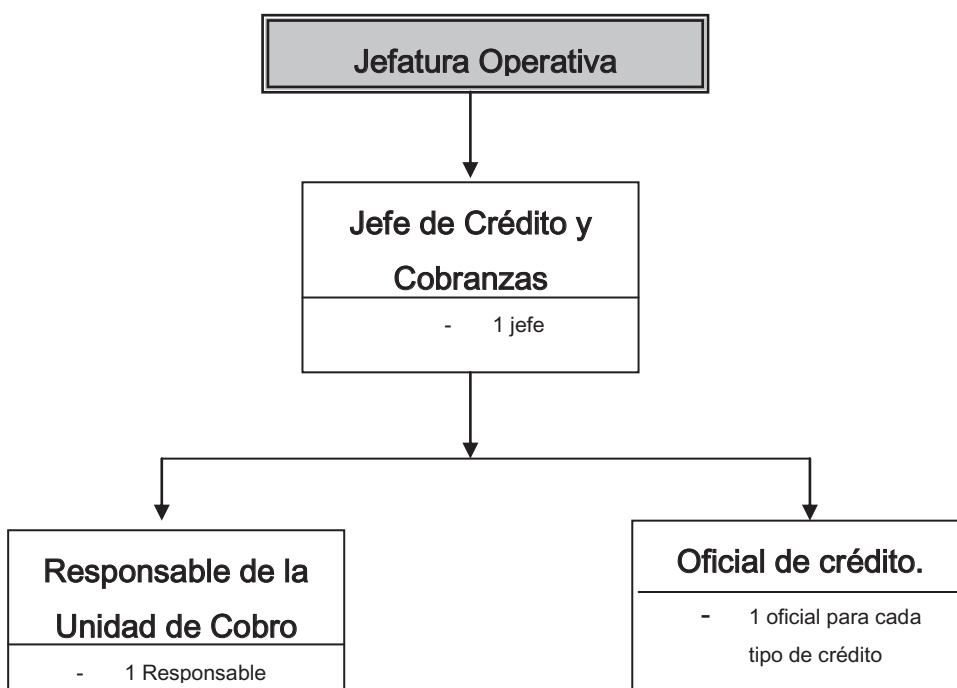 Jefatura Operativa
Jefe de Crédito y
Cobranzas
- 1 jefe
Responsable de la
Unidad de Cobro
- 1 Responsable
Oficial de crédito.
- 1 oficial para cada
tipo de crédito